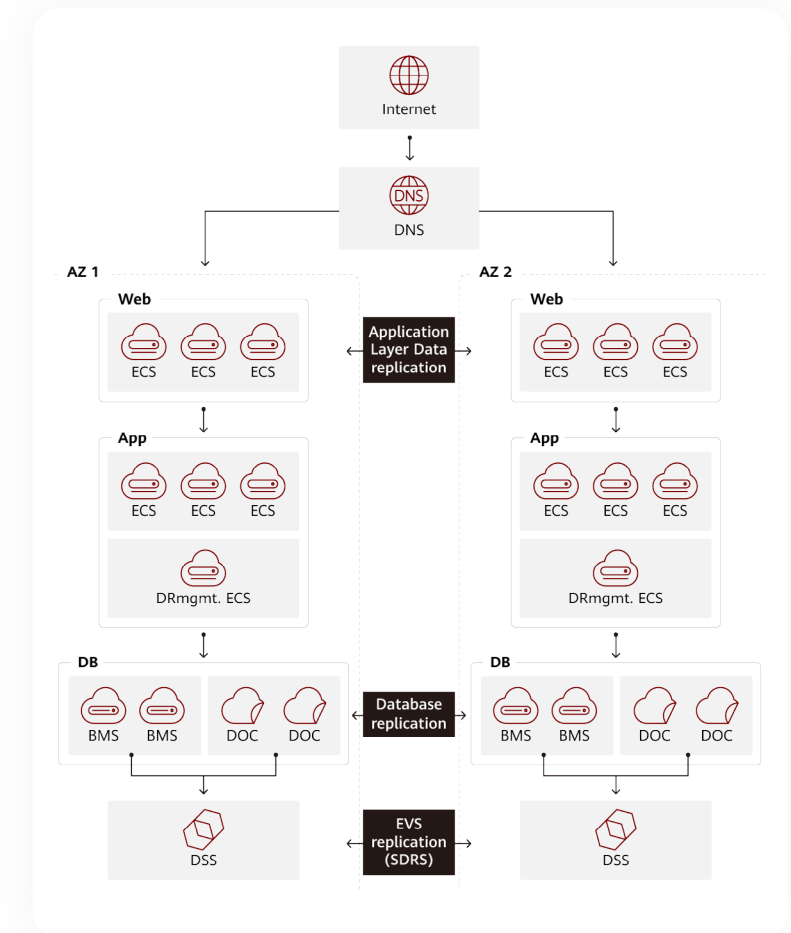 Internet
DNS
DNS
AZ 1
AZ 2
Web
Web
ECS ECS ECS
Application
Layer Data
replication
ECS ECS ECS
App
App
ECS ECS ECS
ECS ECS ECS
DRmgmt. ECS
DRmgmt. ECS
DB
DB
BMS BMS DOC DOC
Database
replication
BMS BMS DOC DOC
DSS
EVS
replication
(SDRS)
DSS